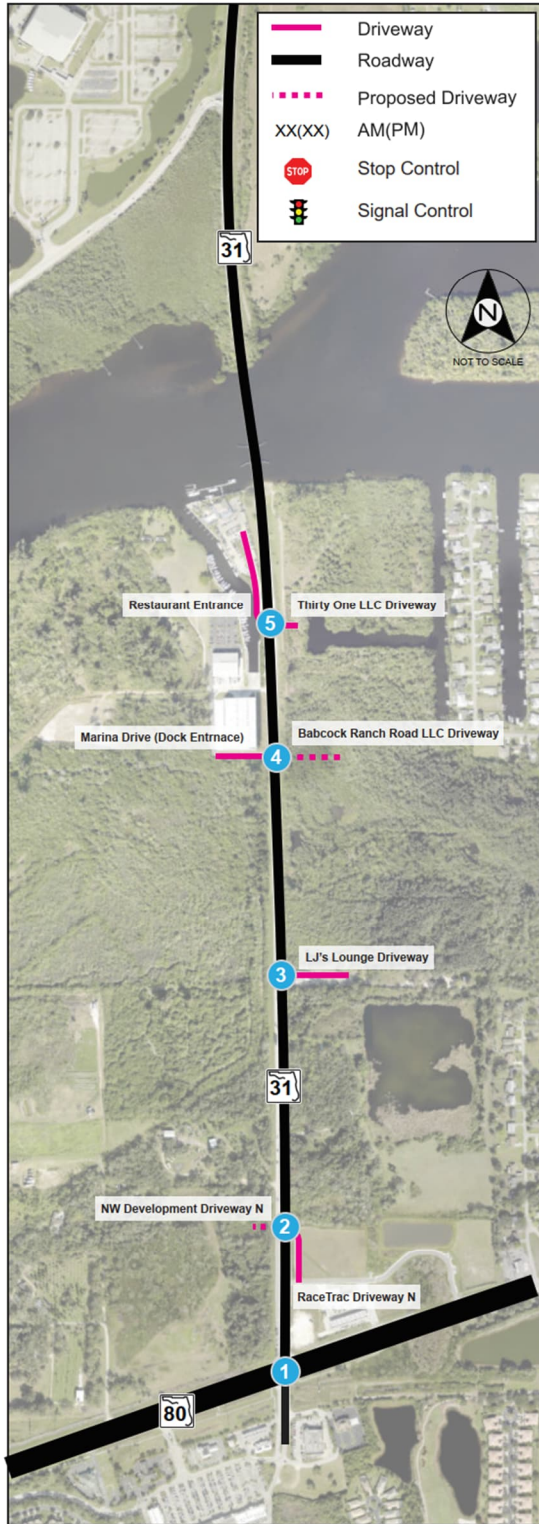 Driveway
Roadway
Proposed Driveway
XX(XX) AM(PM)
STOP Stop Control
Signal Control
31
N
NOT TO SCALE
Restaurant Entrance
Thirty One LLC Driveway
5
Marina Drive (Dock Entrnace)
Babcock Ranch Road LLC Driveway
4
LJ's Lounge Driveway
3
31
NW Development Driveway N
2
RaceTrac Driveway N
1
80